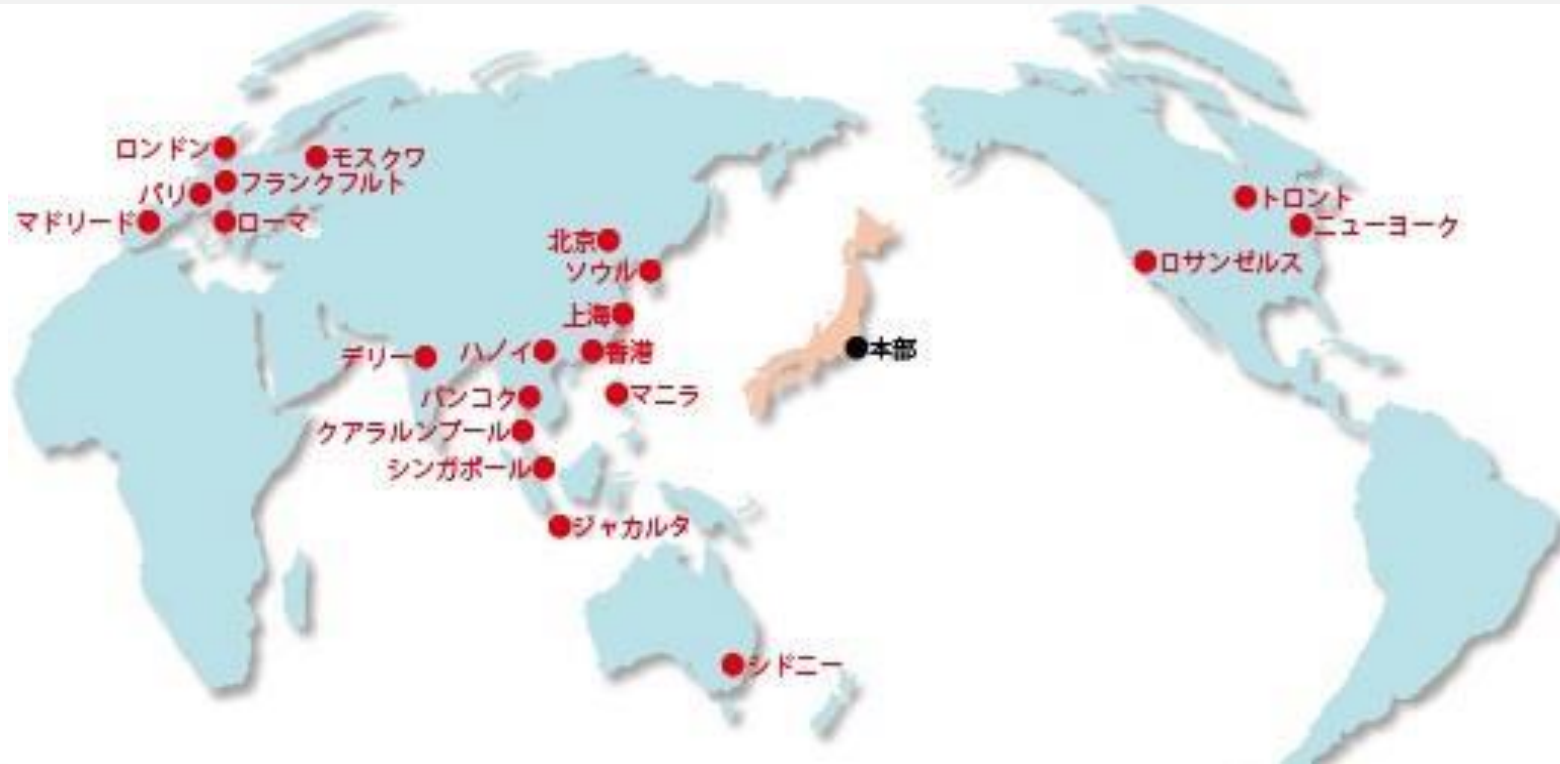 ロンドン
モスクワ
フランクフルト
パリ
マドリード
ローマ
北京
ソウル
上海
デリー
ハノイ
香港
バンコク
マニラ
クアラルンプール
シンガポール
ジャカルタ
シドニー
本部
トロント
ニューヨーク
ロサンゼルス